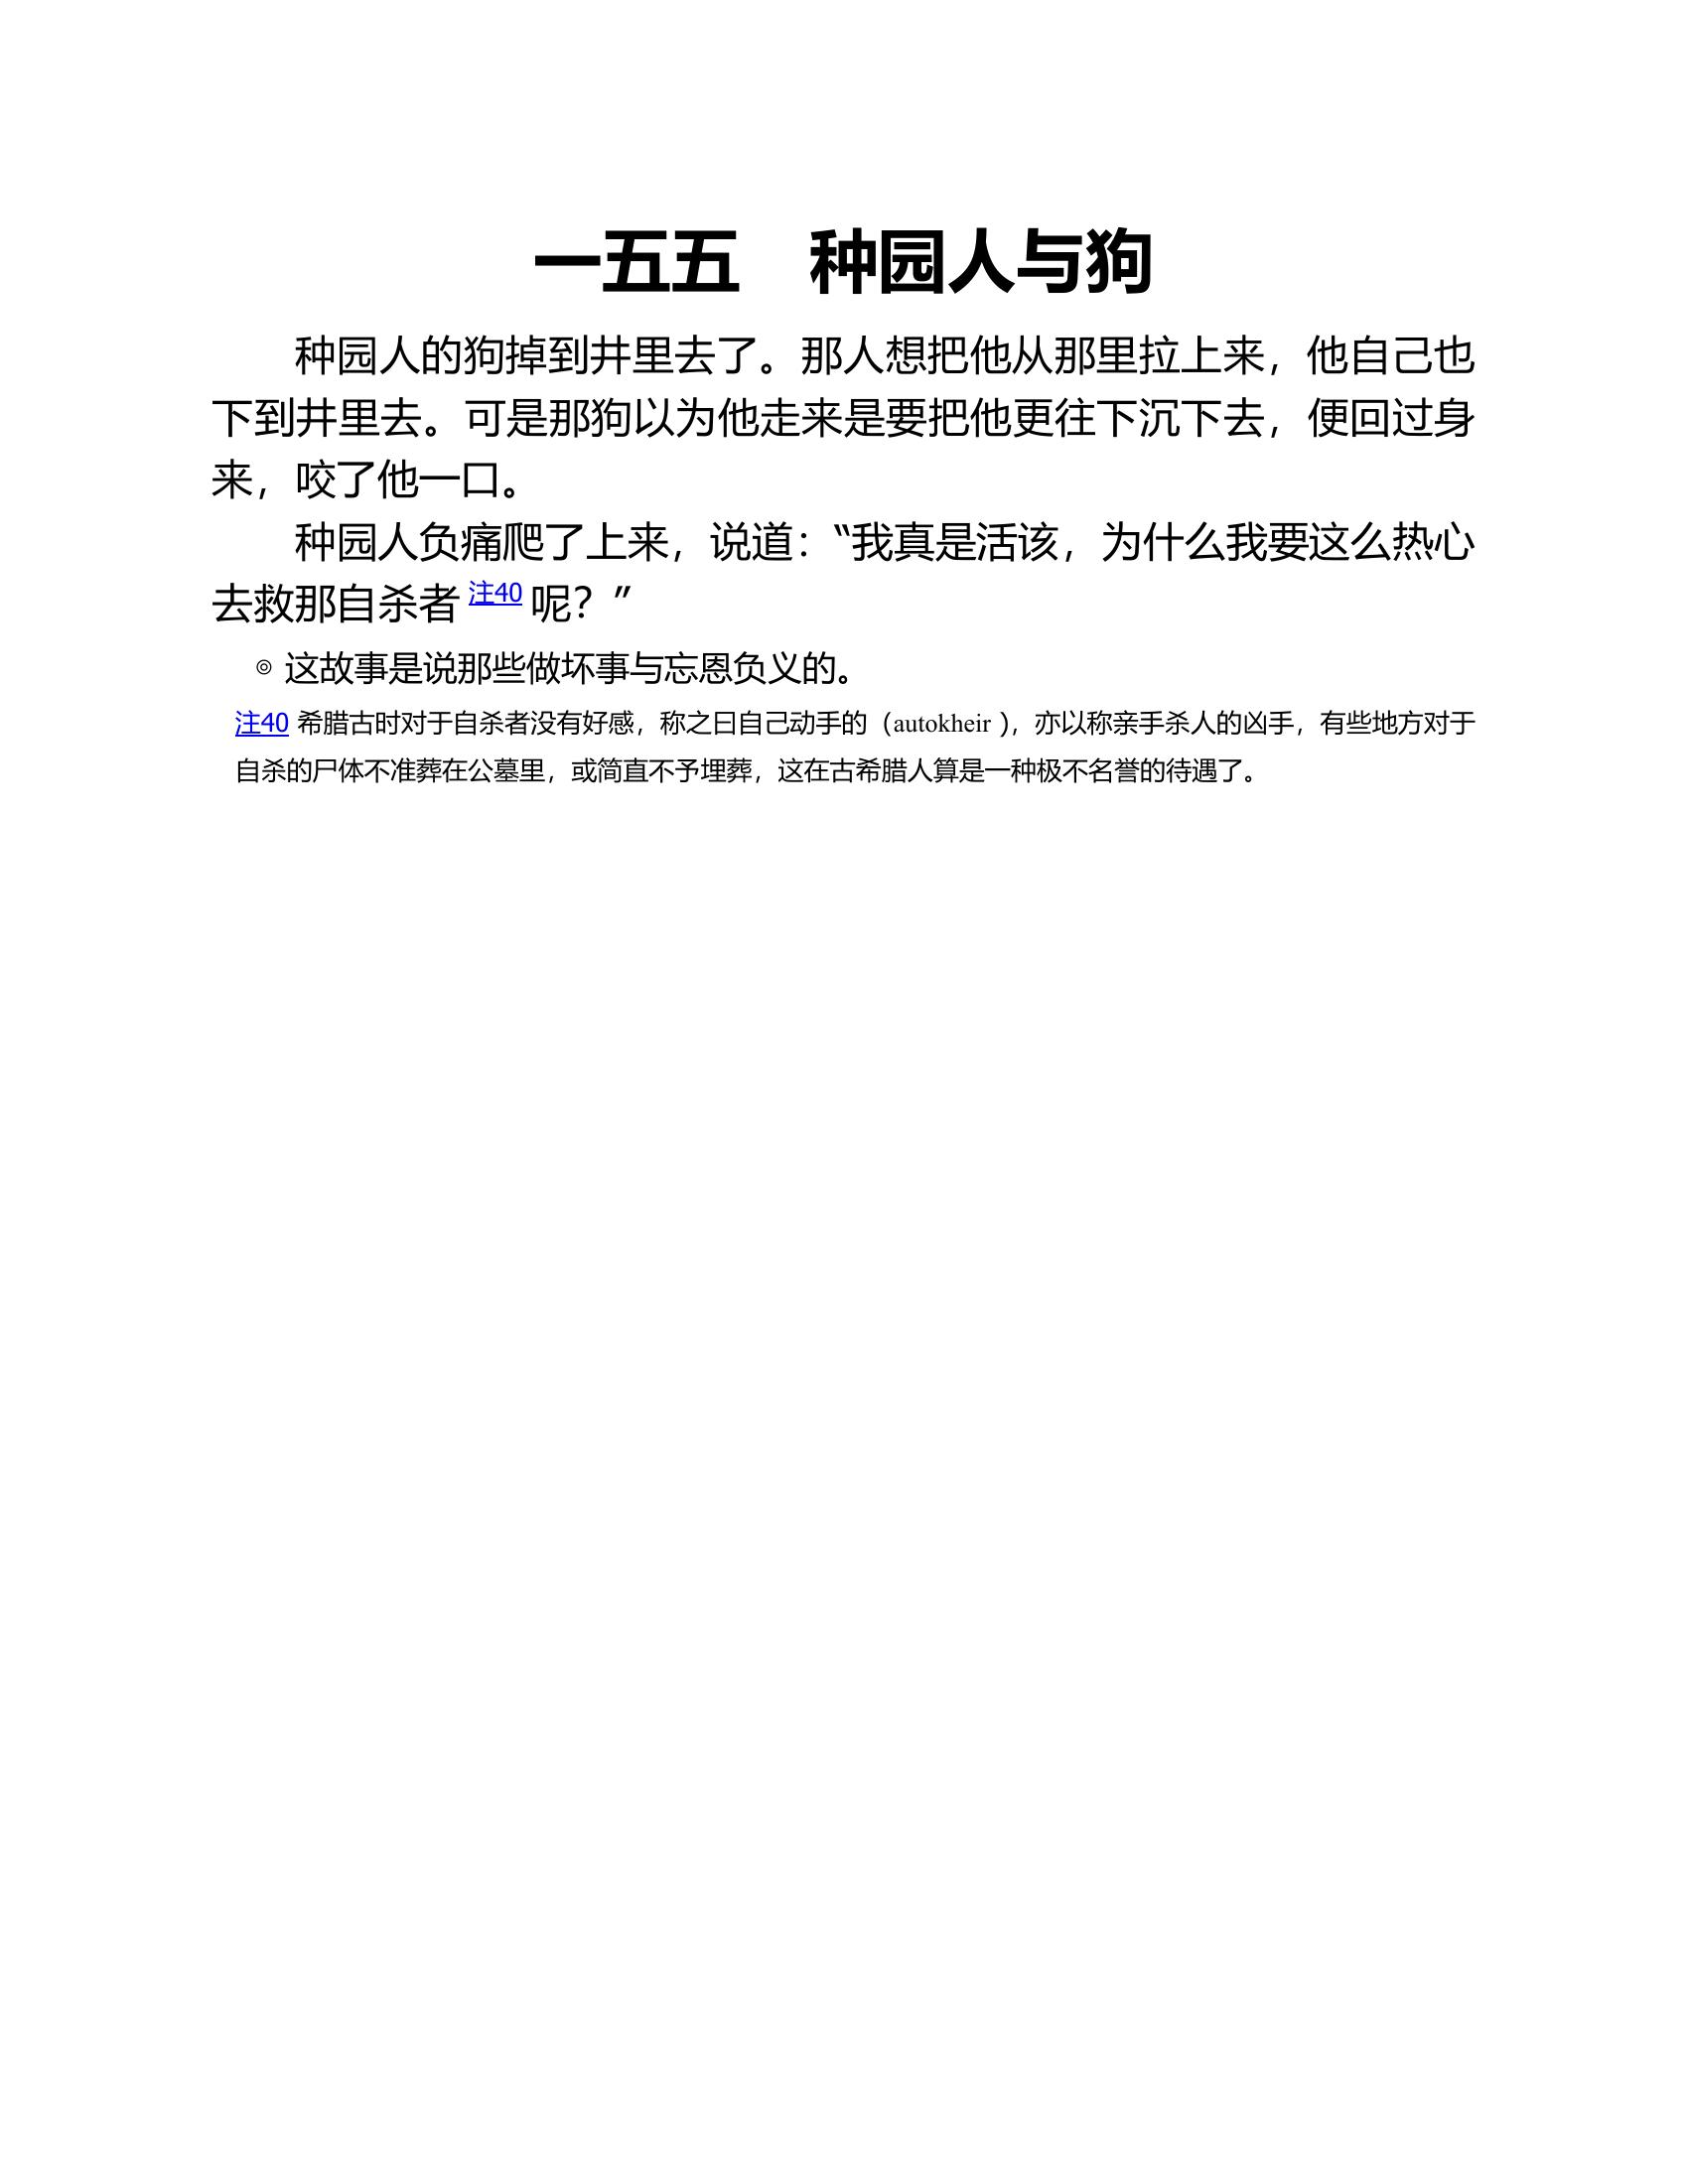 一五五　种园人与狗
种园人的狗掉到井里去了。那人想把他从那里拉上来，他自己也
下到井里去。可是那狗以为他走来是要把他更往下沉下去，便回过身
来，咬了他一口。
种园人负痛爬了上来，说道：“我真是活该，为什么我要这么热心
去救那自杀者 注40 呢？”
◎ 这故事是说那些做坏事与忘恩负义的。
注40 希腊古时对于自杀者没有好感，称之曰自己动手的（autokheir ），亦以称亲手杀人的凶手，有些地方对于
自杀的尸体不准葬在公墓里，或简直不予埋葬，这在古希腊人算是一种极不名誉的待遇了。